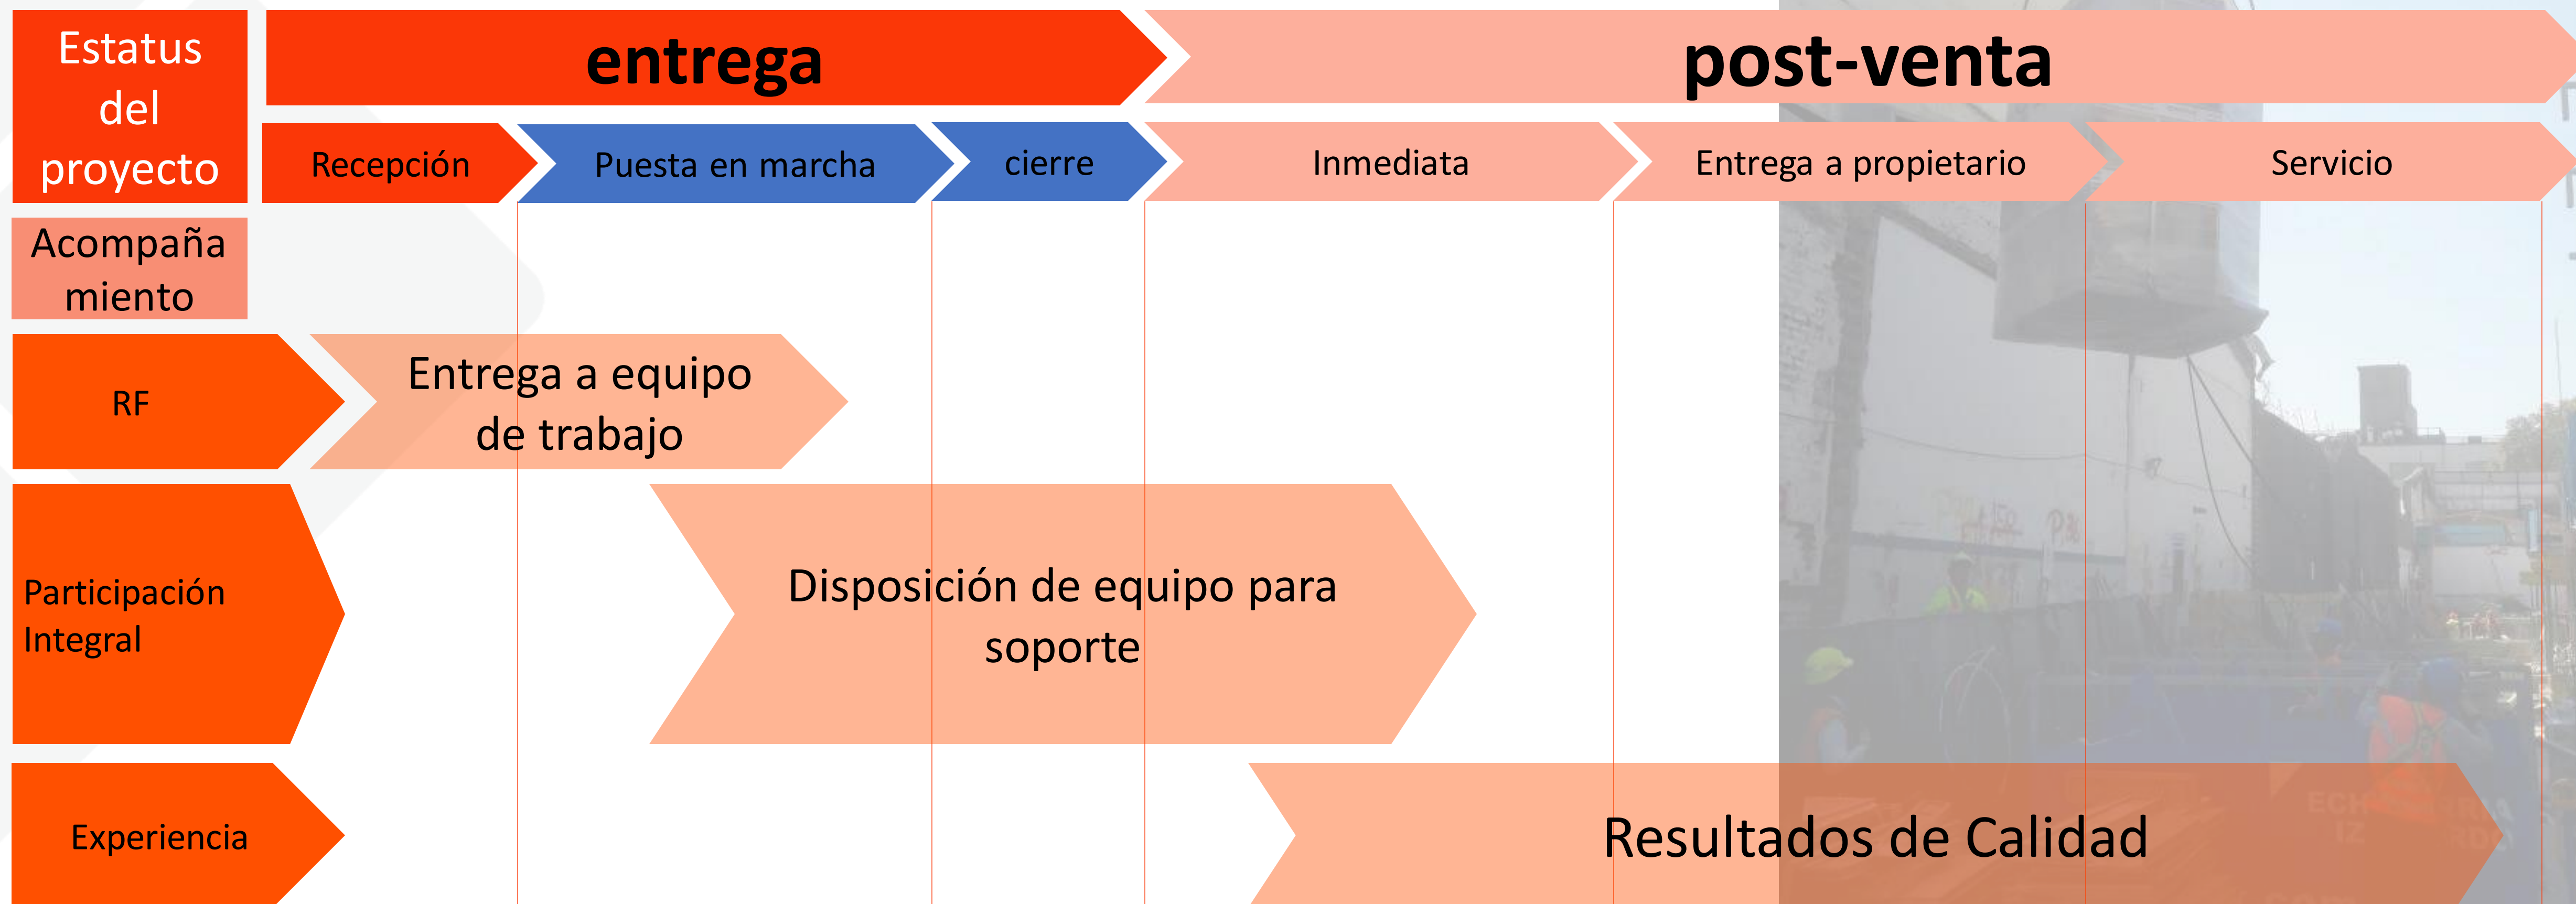 Estatus
del
proyecto
entrega
post-venta
Recepción
Puesta en marcha
cierre
Inmediata
Entrega a propietario
Servicio
Acompaña
miento
RF
Entrega a equipo
de trabajo
Participación
Integral
Disposición de equipo para
soporte
Experiencia
Resultados de Calidad